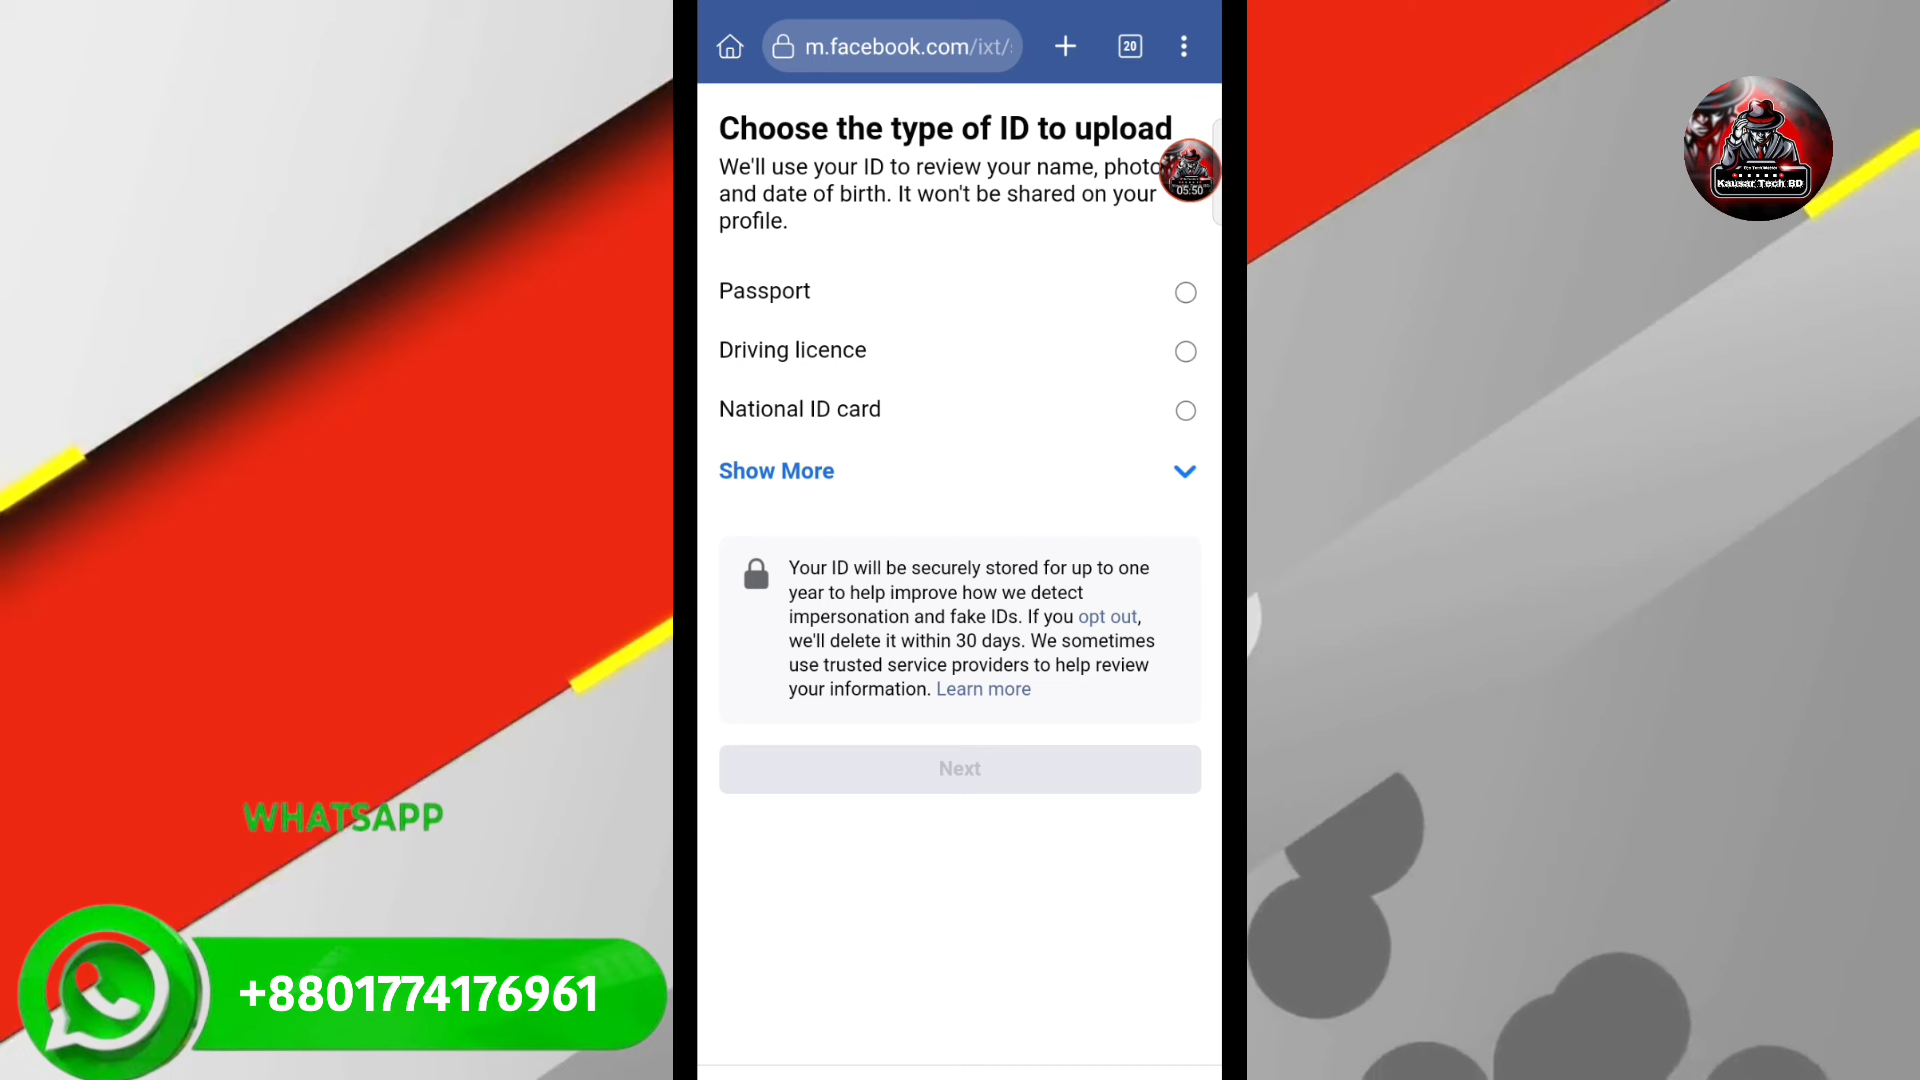 m.facebook.com/ixt/
20
Choose the type of ID to upload
We'll use your ID to review your name, photo
and date of birth. It won't be shared on your
profile.
05:50
Passport
Driving licence
National ID card
Show More
Your ID will be securely stored for up to one
year to help improve how we detect
impersonation and fake IDs. If you opt out,
we'll delete it within 30 days. We sometimes
use trusted service providers to help review
your information. Learn more
Next
Kausar Tech BD
WHATSAPP
+8801774176961